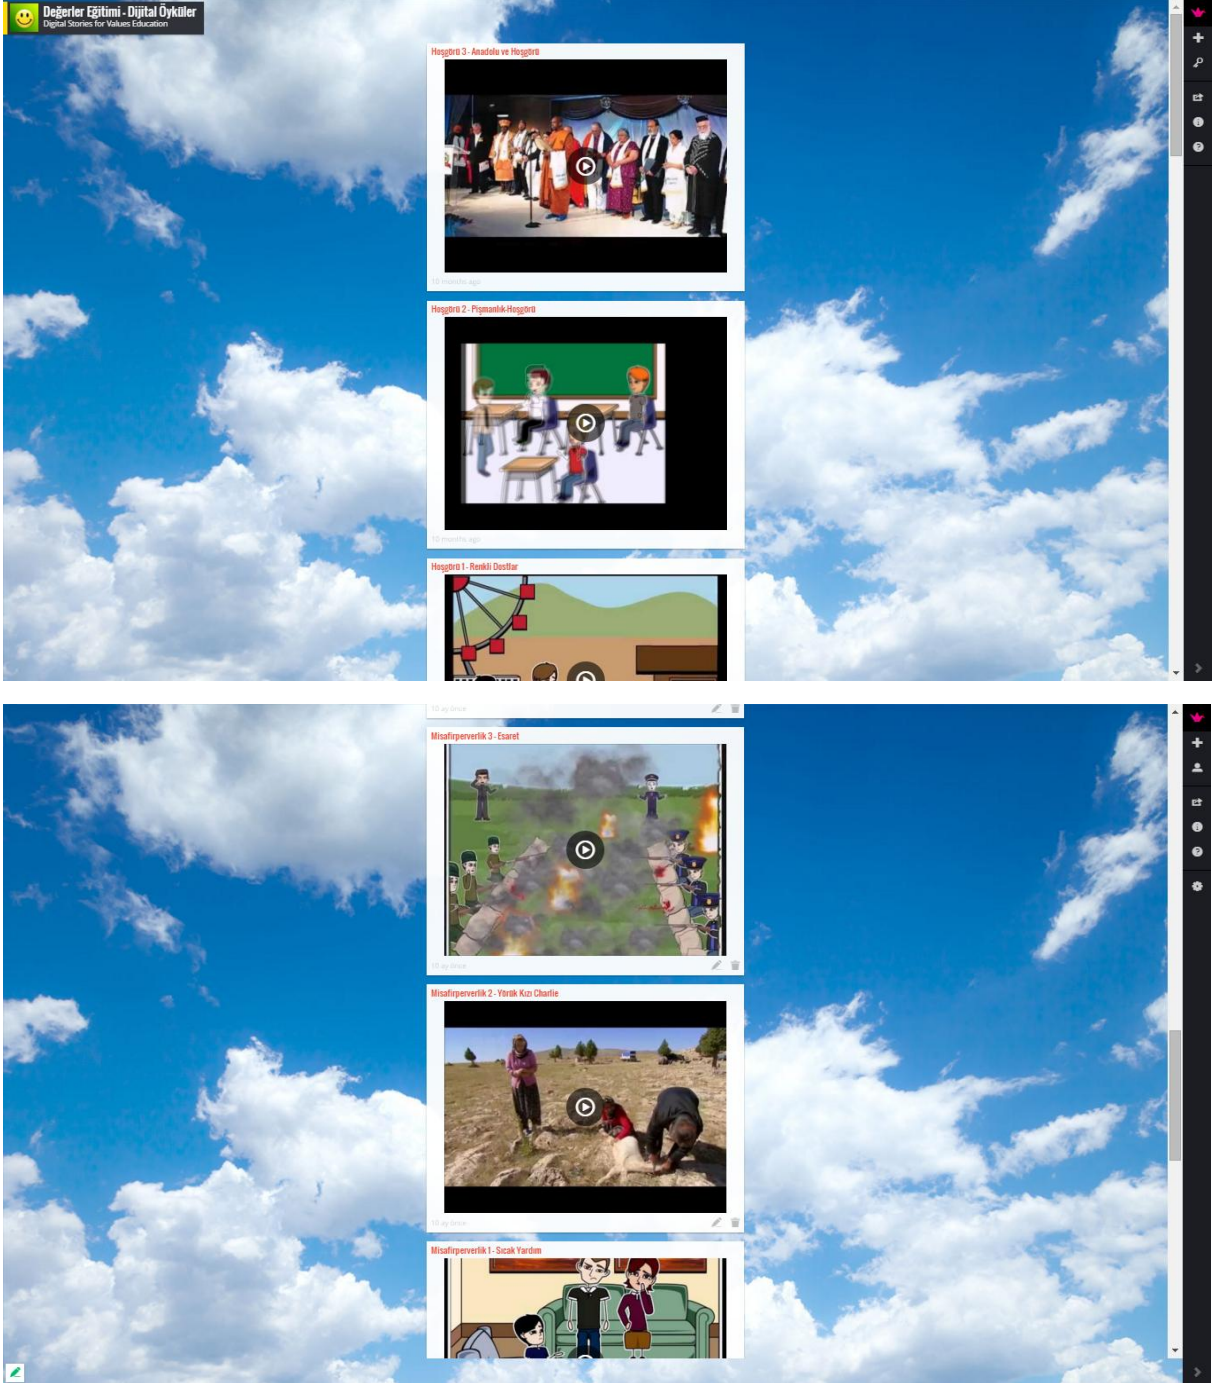 Değerler Eğitimi - Dijital Öyküler
Digital Stories for Values Education
Hoşgörü 3 - Anadolu ve Hoşgörü
10 months ago
Hoşgörü 2 - Pişmanlık-Hoşgörü
10 months ago
Hoşgörü 1 - Renkli Dostlar
10 ay önce
Misafirperverlik 3 - Esaret
10 ay önce
Misafirperverlik 2 - Yörük Kızı Charlie
10 ay önce
Misafirperverlik 1 - Sıcak Yardım